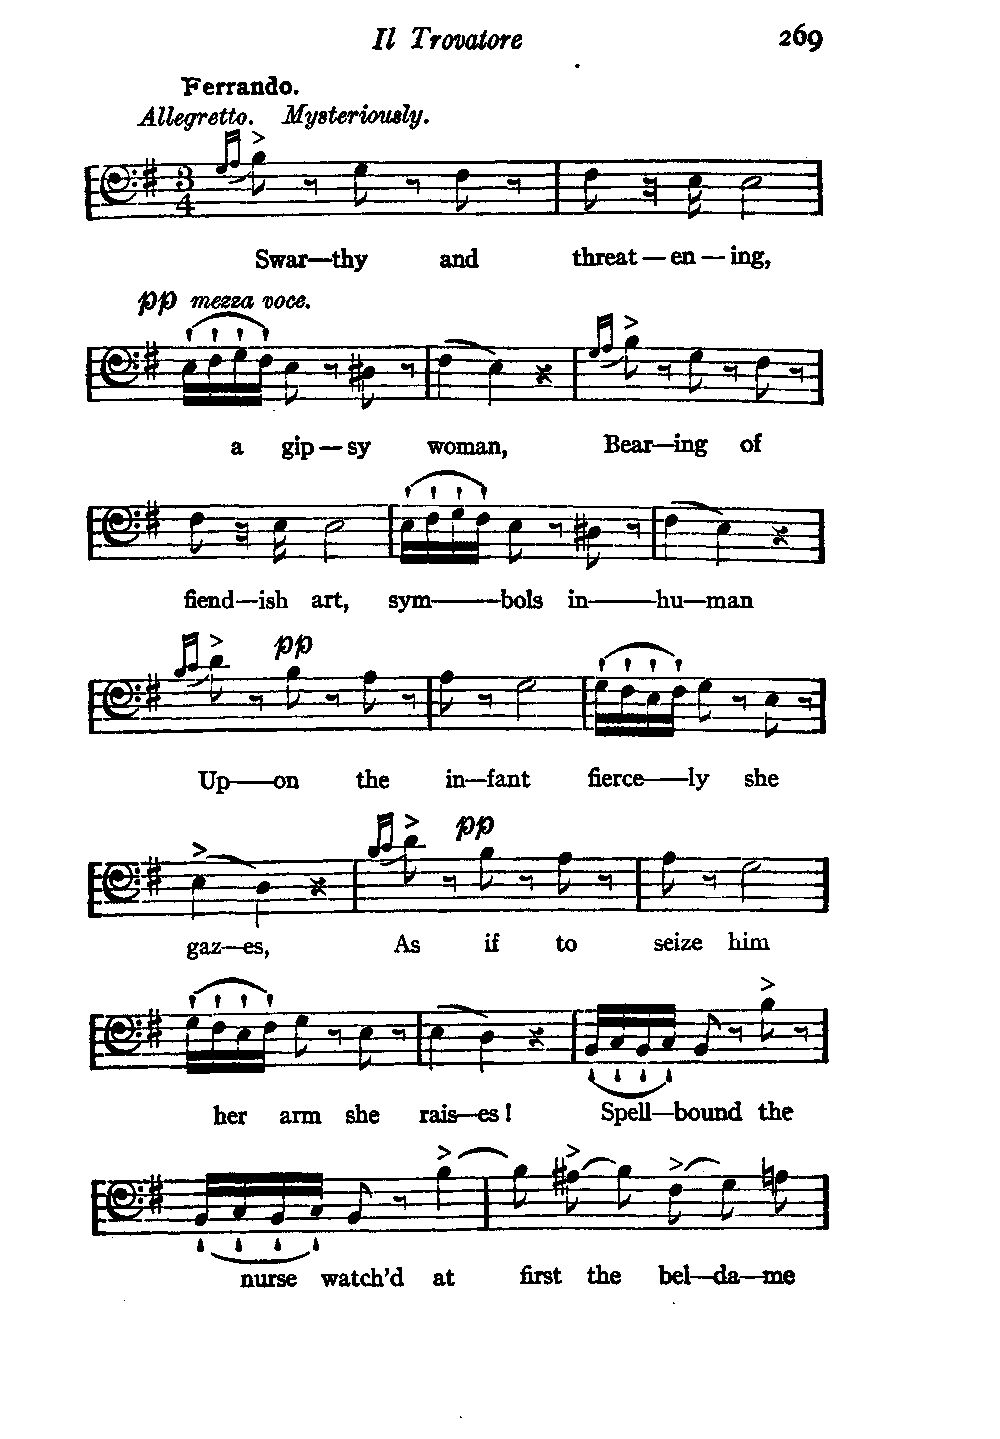 Il Trovatore 269
Ferrando.
Allegretto. Mysteriously.
3
4
Swar—thy and threat—en—ing,
pp mezza voce.
a gip—sy woman, Bear—ing of
fiend—ish art, sym———bols in———hu—man
pp
Up——on the in—fant fierce——ly she
pp
gaz—es, As if to seize him
her arm she rais—es! Spell—bound the
nurse watch'd at first the bel—da—me